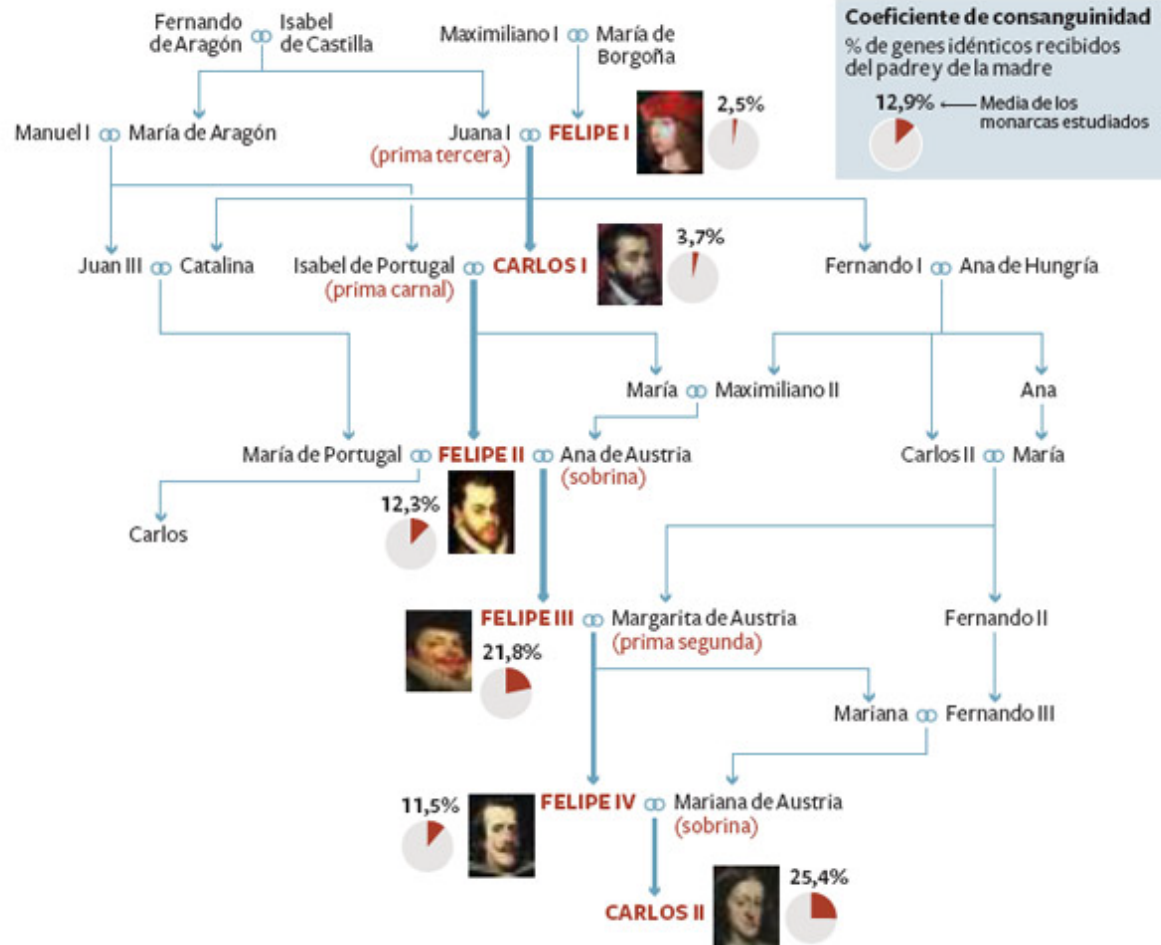 Fernando
de Aragón
Isabel
de Castilla
Maximiliano I
María de
Borgoña
Coeficiente de consanguinidad
% de genes idénticos recibidos
del padre y de la madre
12,9%
Media de los
monarcas estudiados
Manuel I
María de Aragón
Juana I
(prima tercera)
FELIPE I
2,5%
Juan III
Catalina
Isabel de Portugal
(prima carnal)
CARLOS I
3,7%
Fernando I
Ana de Hungría
María
Maximiliano II
Ana
María de Portugal
FELIPE II
Ana de Austria
(sobrina)
Carlos II
María
12,3%
Carlos
FELIPE III
Margarita de Austria
(prima segunda)
Fernando II
21,8%
Mariana
Fernando III
11,5%
FELIPE IV
Mariana de Austria
(sobrina)
CARLOS II
25,4%